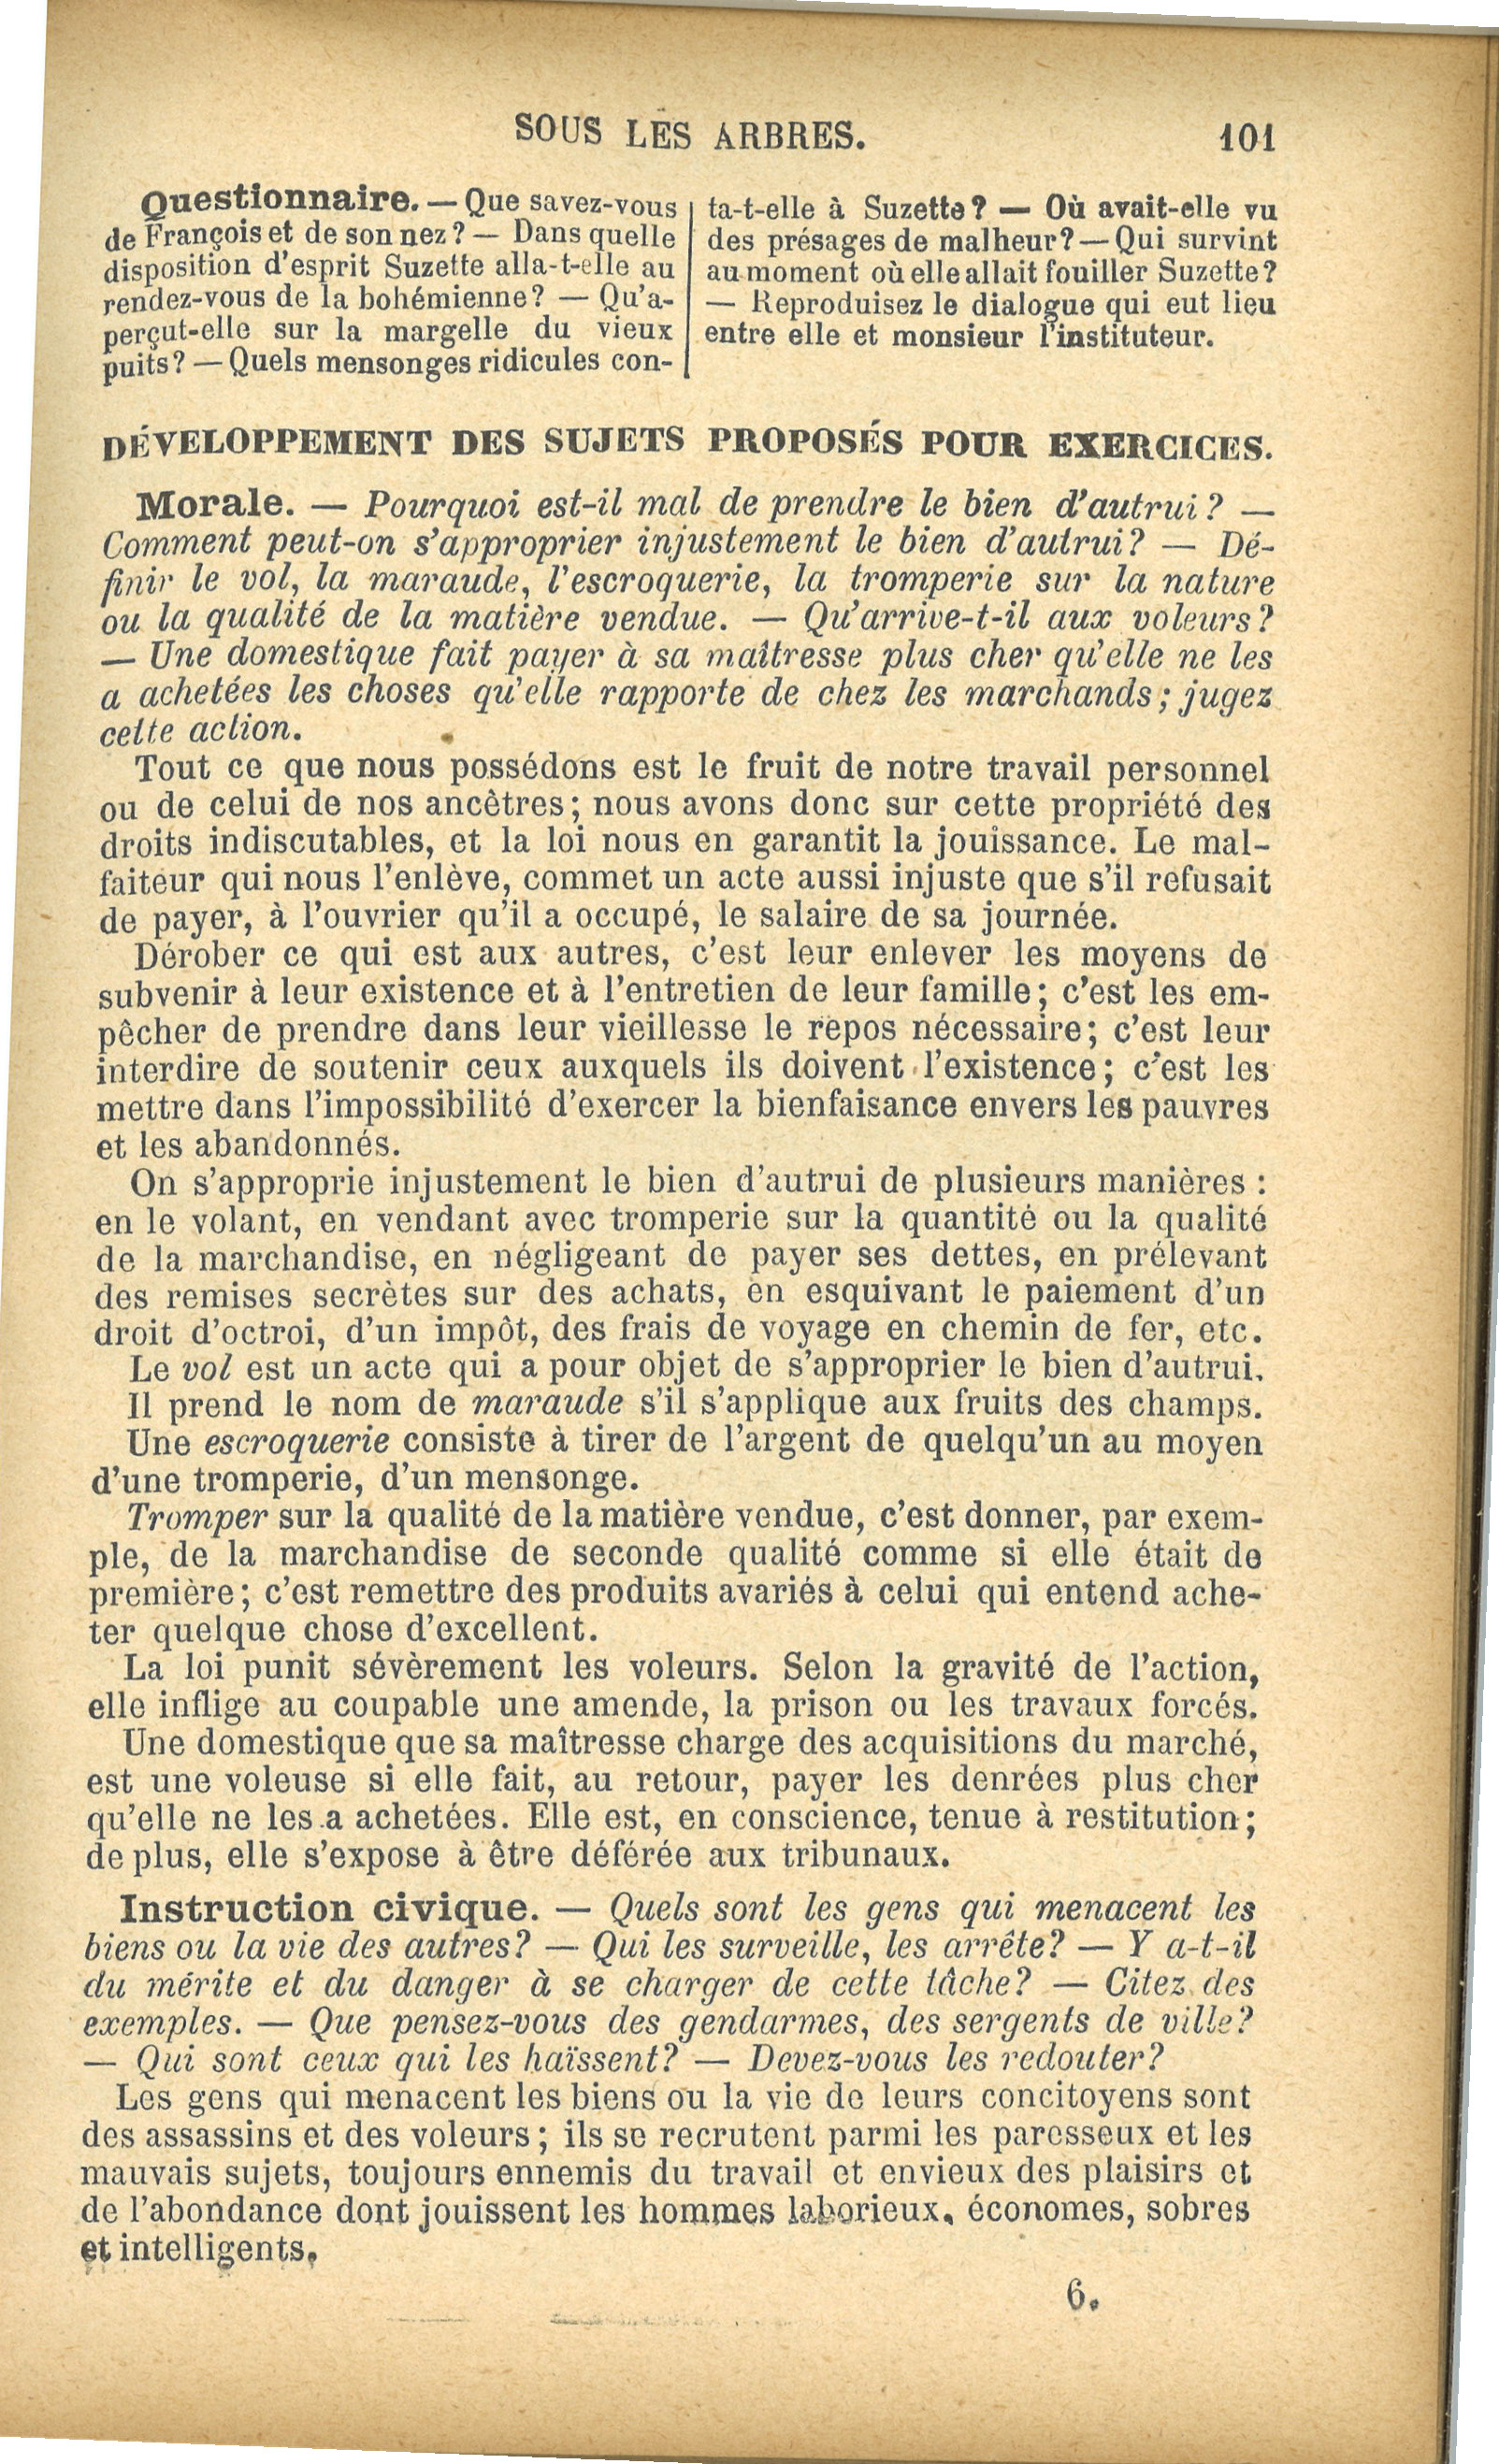 SOUS LES ARBRES. 101
Questionnaire. — Que savez-vous
de François et de son nez ? — Dans quelle
disposition d'esprit Suzette alla-t-elle au
rendez-vous de la bohémienne ? — Qu'a-
perçut-elle sur la margelle du vieux
puits ? — Quels mensonges ridicules con-
ta-t-elle à Suzette ? — Où avait-elle vu
des présages de malheur ? — Qui survint
au moment où elle allait fouiller Suzette ?
— Reproduisez le dialogue qui eut lieu
entre elle et monsieur l'instituteur.
DÉVELOPPEMENT DES SUJETS PROPOSÉS POUR EXERCICES.
Morale. — Pourquoi est-il mal de prendre le bien d'autrui ? —
Comment peut-on s'approprier injustement le bien d'autrui ? — Dé-
finir le vol, la maraude, l'escroquerie, la tromperie sur la nature
ou la qualité de la matière vendue. — Qu'arrive-t-il aux voleurs ?
— Une domestique fait payer à sa maîtresse plus cher qu'elle ne les
a achetées les choses qu'elle rapporte de chez les marchands ; jugez
cette action.
Tout ce que nous possédons est le fruit de notre travail personnel
ou de celui de nos ancêtres ; nous avons donc sur cette propriété des
droits indiscutables, et la loi nous en garantit la jouissance. Le mal-
faiteur qui nous l'enlève, commet un acte aussi injuste que s'il refusait
de payer, à l'ouvrier qu'il a occupé, le salaire de sa journée.
Dérober ce qui est aux autres, c'est leur enlever les moyens de
subvenir à leur existence et à l'entretien de leur famille ; c'est les em-
pêcher de prendre dans leur vieillesse le repos nécessaire ; c'est leur
interdire de soutenir ceux auxquels ils doivent l'existence ; c'est les
mettre dans l'impossibilité d'exercer la bienfaisance envers les pauvres
et les abandonnés.
On s'approprie injustement le bien d'autrui de plusieurs manières :
en le volant, en vendant avec tromperie sur la quantité ou la qualité
de la marchandise, en négligeant de payer ses dettes, en prélevant
des remises secrètes sur des achats, en esquivant le paiement d'un
droit d'octroi, d'un impôt, des frais de voyage en chemin de fer, etc.
Le vol est un acte qui a pour objet de s'approprier le bien d'autrui.
Il prend le nom de maraude s'il s'applique aux fruits des champs.
Une escroquerie consiste à tirer de l'argent de quelqu'un au moyen
d'une tromperie, d'un mensonge.
Tromper sur la qualité de la matière vendue, c'est donner, par exem-
ple, de la marchandise de seconde qualité comme si elle était de
première ; c'est remettre des produits avariés à celui qui entend ache-
ter quelque chose d'excellent.
La loi punit sévèrement les voleurs. Selon la gravité de l'action,
elle inflige au coupable une amende, la prison ou les travaux forcés.
Une domestique que sa maîtresse charge des acquisitions du marché,
est une voleuse si elle fait, au retour, payer les denrées plus cher
qu'elle ne les a achetées. Elle est, en conscience, tenue à restitution ;
de plus, elle s'expose à être déférée aux tribunaux.
Instruction civique. — Quels sont les gens qui menacent les
biens ou la vie des autres ? — Qui les surveille, les arrête ? — Y a-t-il
du mérite et du danger à se charger de cette tâche ? — Citez des
exemples. — Que pensez-vous des gendarmes, des sergents de ville ?
— Qui sont ceux qui les haïssent ? — Devez-vous les redouter ?
Les gens qui menacent les biens ou la vie de leurs concitoyens sont
des assassins et des voleurs ; ils se recrutent parmi les paresseux et les
mauvais sujets, toujours ennemis du travail et envieux des plaisirs et
de l'abondance dont jouissent les hommes laborieux, économes, sobres
et intelligents.
6.